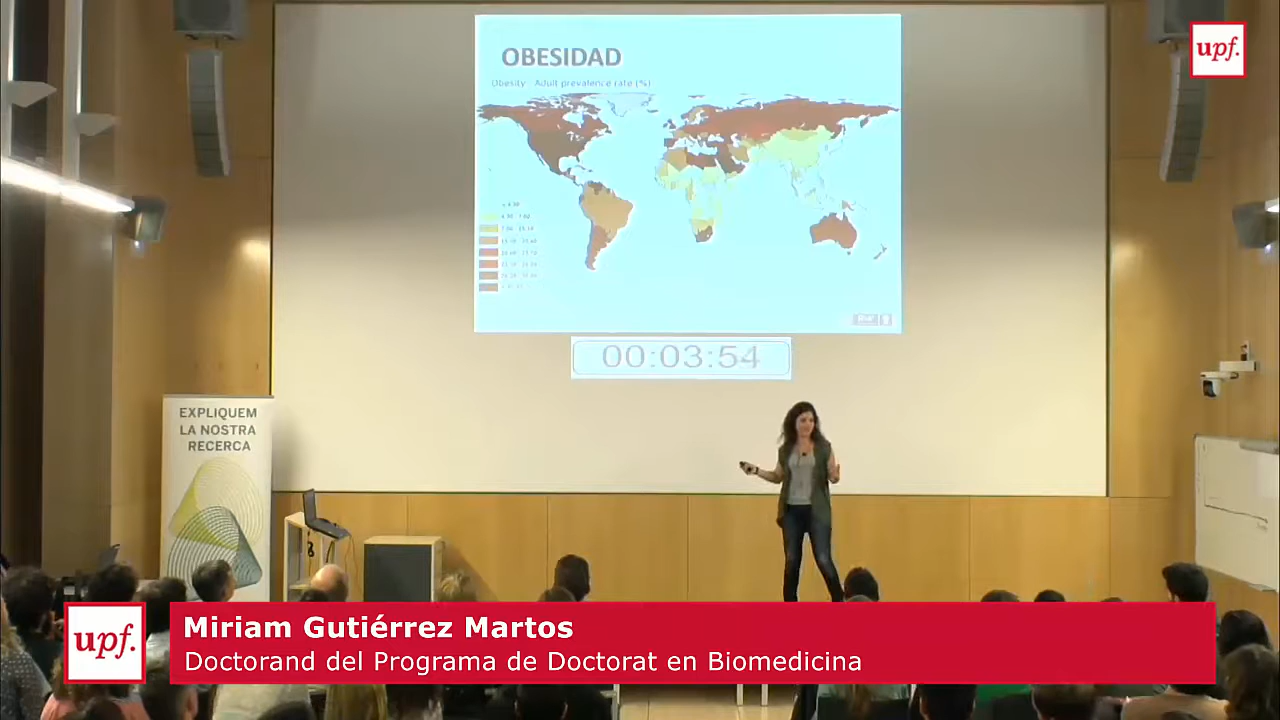 upf.
OBESIDAD
Obesity - Adult prevalence rate (%)
00:03:54
EXPLIQUEM
LA NOSTRA
RECERCA
upf.
Miriam Gutiérrez Martos
Doctorand del Programa de Doctorat en Biomedicina